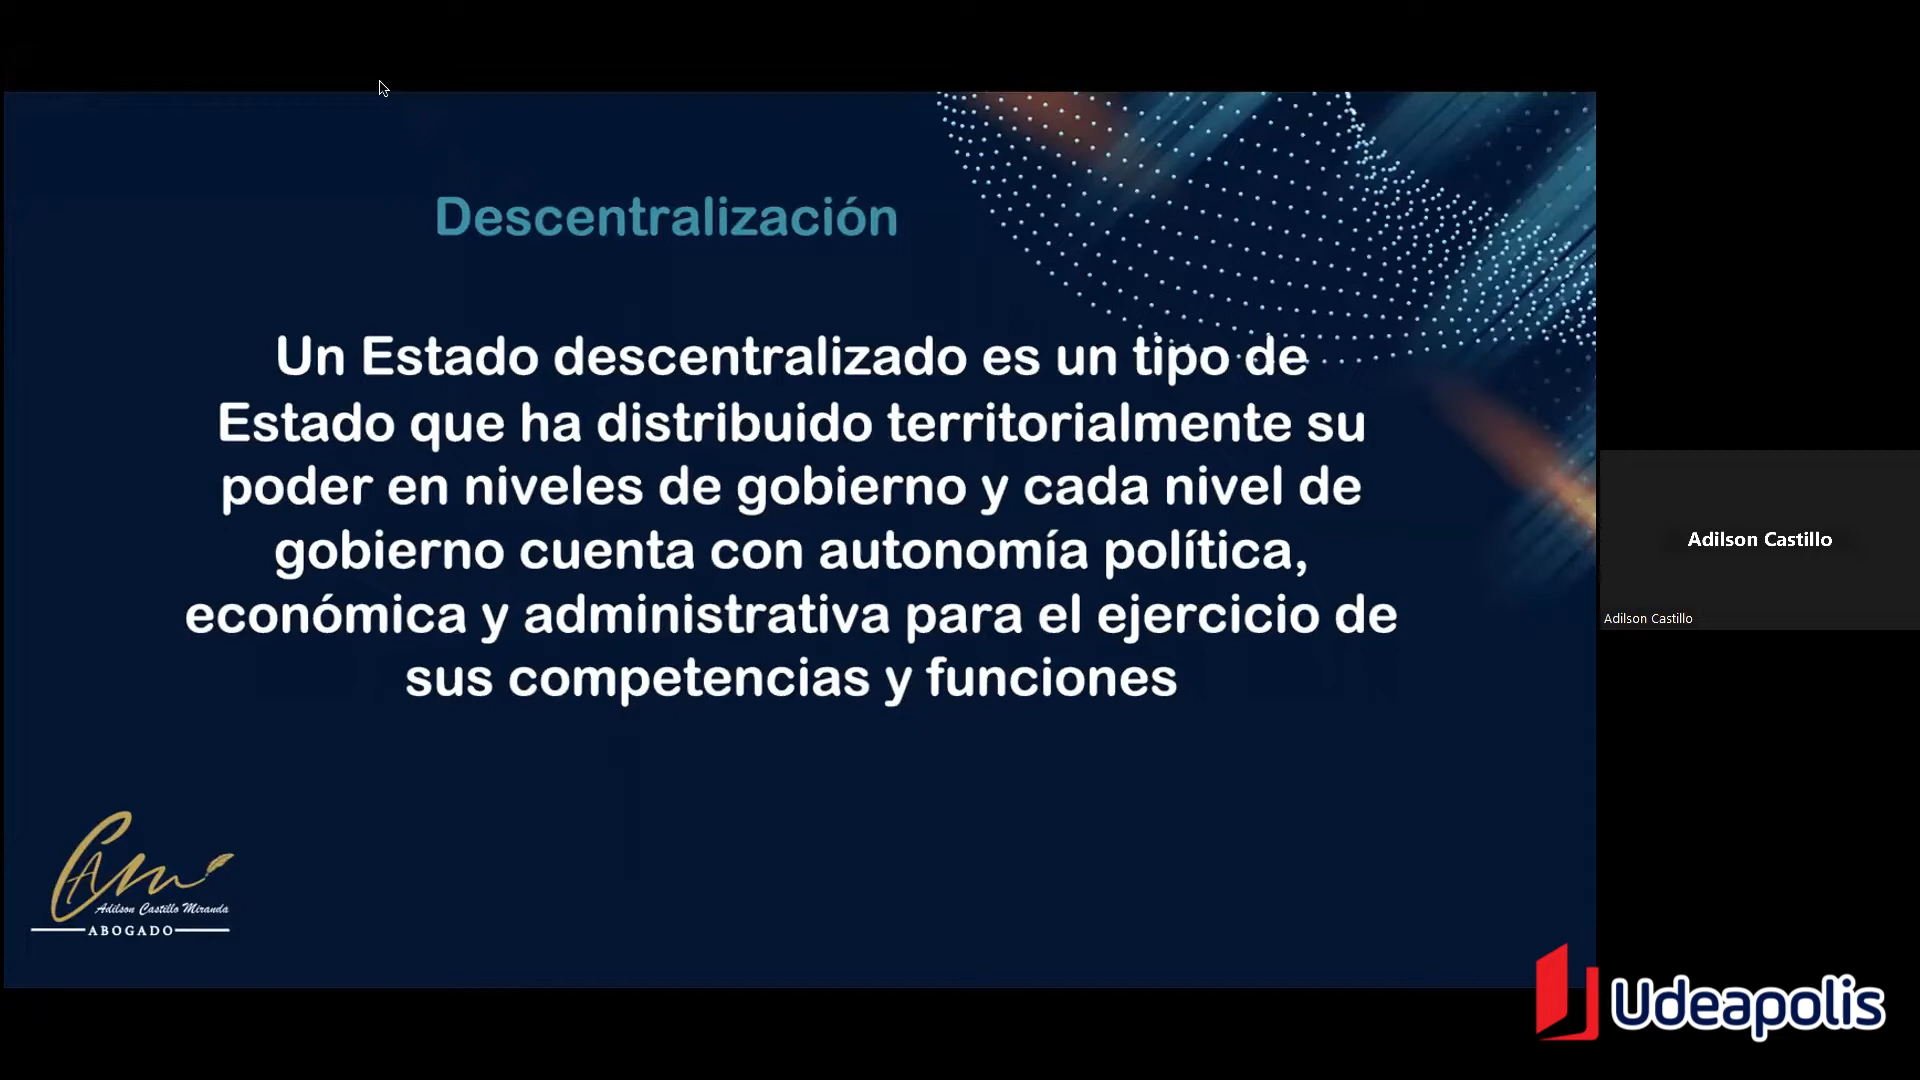 Descentralización
Un Estado descentralizado es un tipo de
Estado que ha distribuido territorialmente su
poder en niveles de gobierno y cada nivel de
gobierno cuenta con autonomía política,
económica y administrativa para el ejercicio de
sus competencias y funciones
Adilson Castillo
Adilson Castillo
CAM
Adilson Castillo Miranda
ABOGADO
Udeapolis